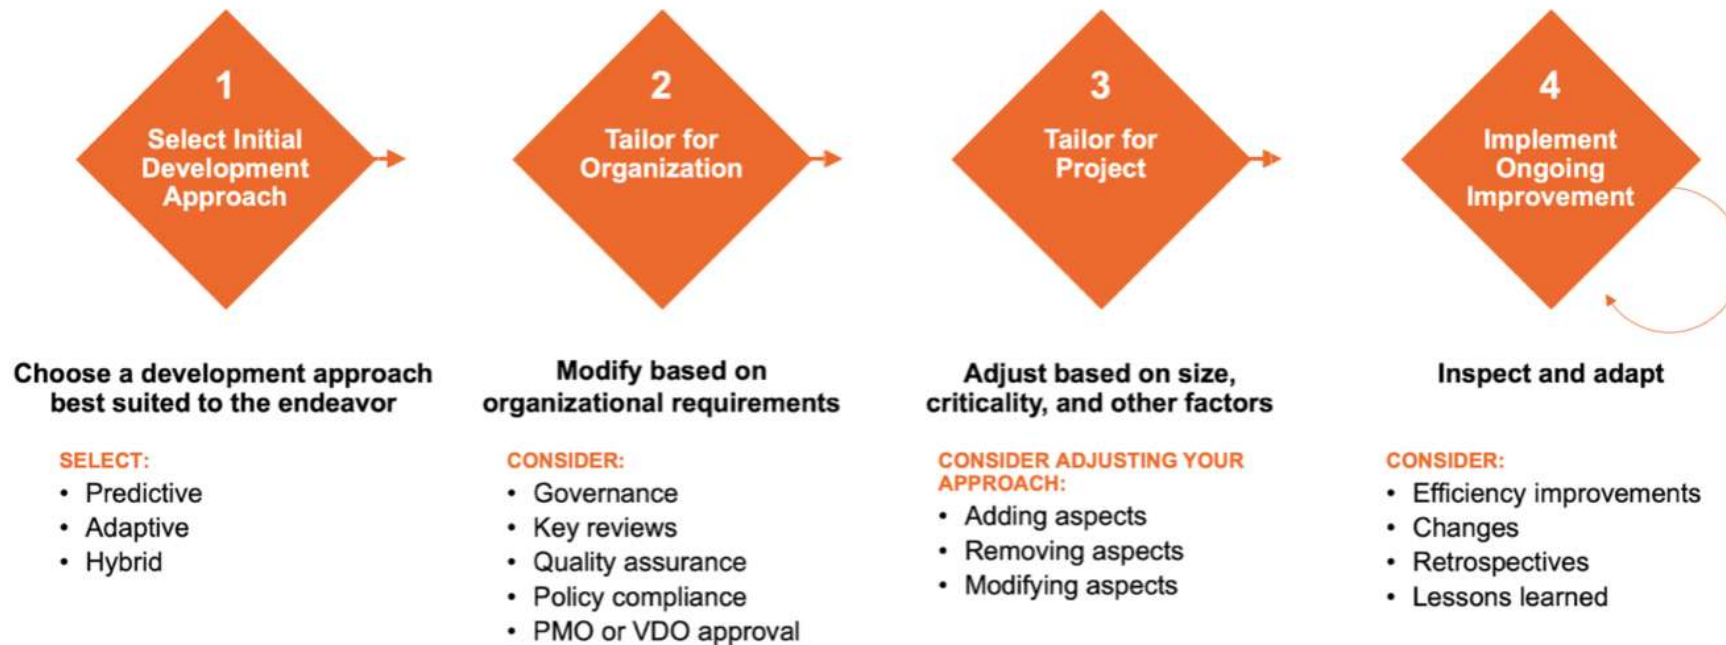 1
Select Initial
Development
Approach
Choose a development approach
best suited to the endeavor
SELECT:
• Predictive
• Adaptive
• Hybrid
2
Tailor for
Organization
Modify based on
organizational requirements
CONSIDER:
• Governance
• Key reviews
• Quality assurance
• Policy compliance
• PMO or VDO approval
3
Tailor for
Project
Adjust based on size,
criticality, and other factors
CONSIDER ADJUSTING YOUR
APPROACH:
• Adding aspects
• Removing aspects
• Modifying aspects
4
Implement
Ongoing
Improvement
Inspect and adapt
CONSIDER:
• Efficiency improvements
• Changes
• Retrospectives
• Lessons learned